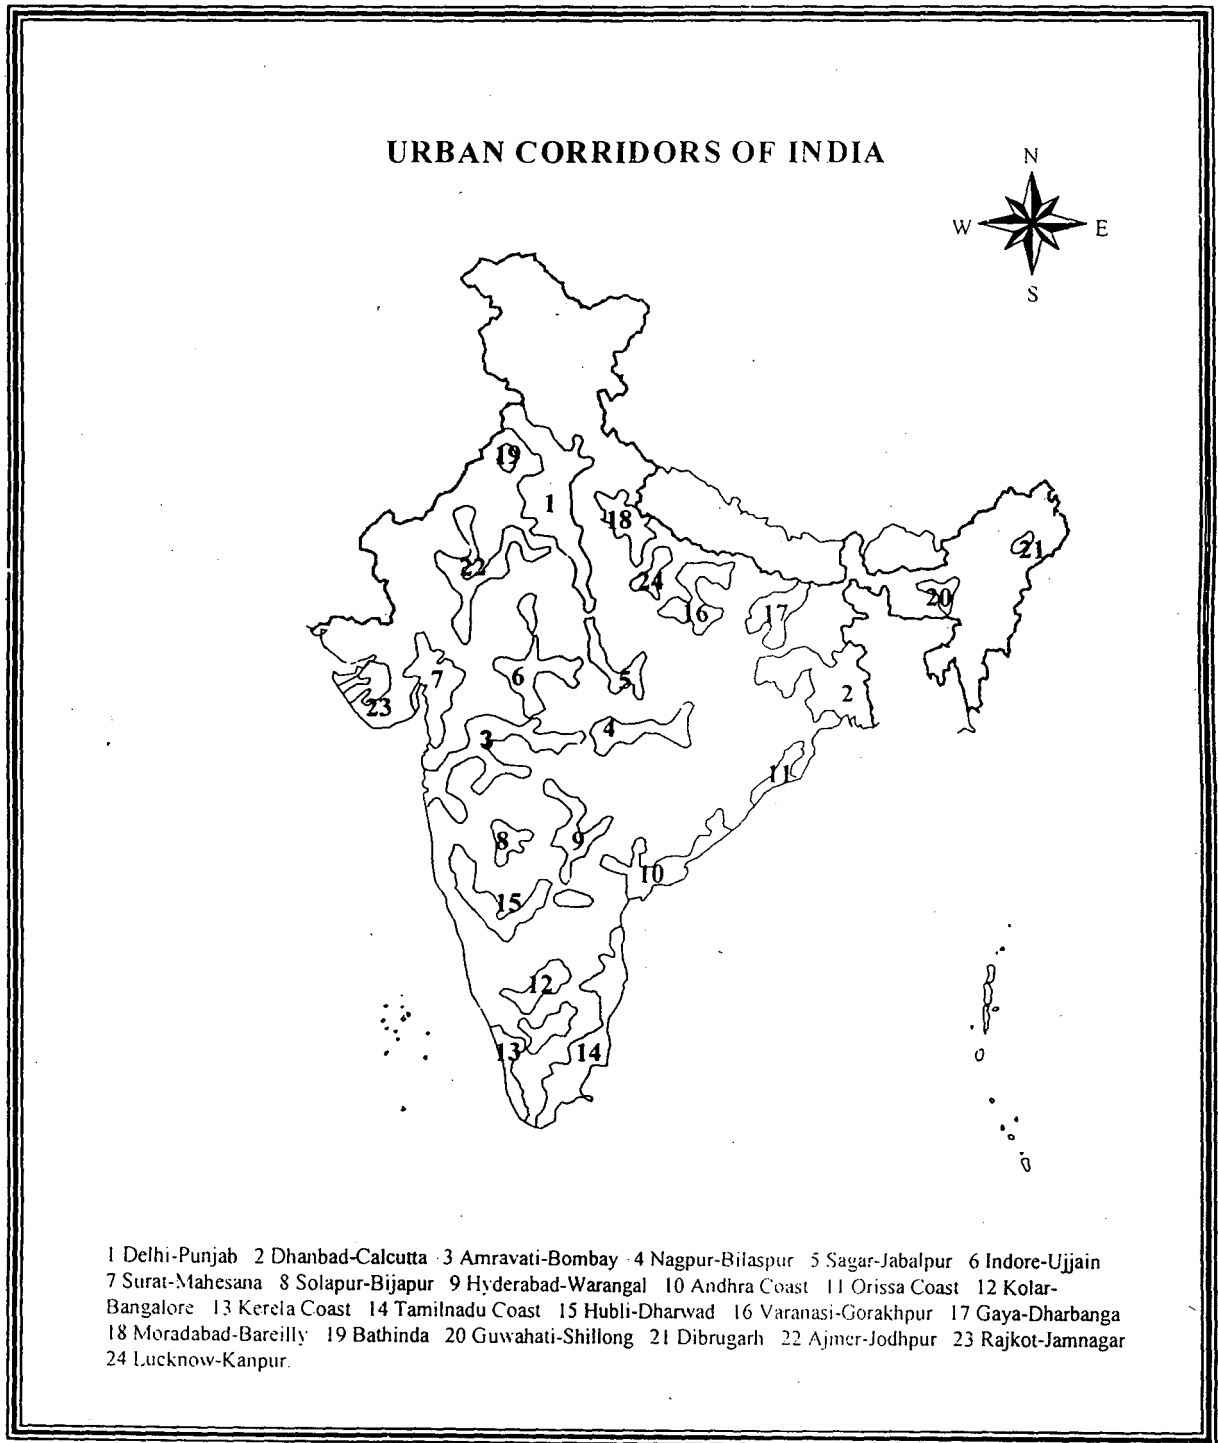 URBAN CORRIDORS OF INDIA
N
W E
S
19
1
18
21
22
24
20
16
17
7
6
5
2
23
4
3
11
8
9
10
15
12
13
14
1 Delhi-Punjab 2 Dhanbad-Calcutta 3 Amravati-Bombay 4 Nagpur-Bilaspur 5 Sagar-Jabalpur 6 Indore-Ujjain
7 Surat-Mahesana 8 Solapur-Bijapur 9 Hyderabad-Warangal 10 Andhra Coast 11 Orissa Coast 12 Kolar-
Bangalore 13 Kerela Coast 14 Tamilnadu Coast 15 Hubli-Dharwad 16 Varanasi-Gorakhpur 17 Gaya-Dharbanga
18 Moradabad-Bareilly 19 Bathinda 20 Guwahati-Shillong 21 Dibrugarh 22 Ajmer-Jodhpur 23 Rajkot-Jamnagar
24 Lucknow-Kanpur.